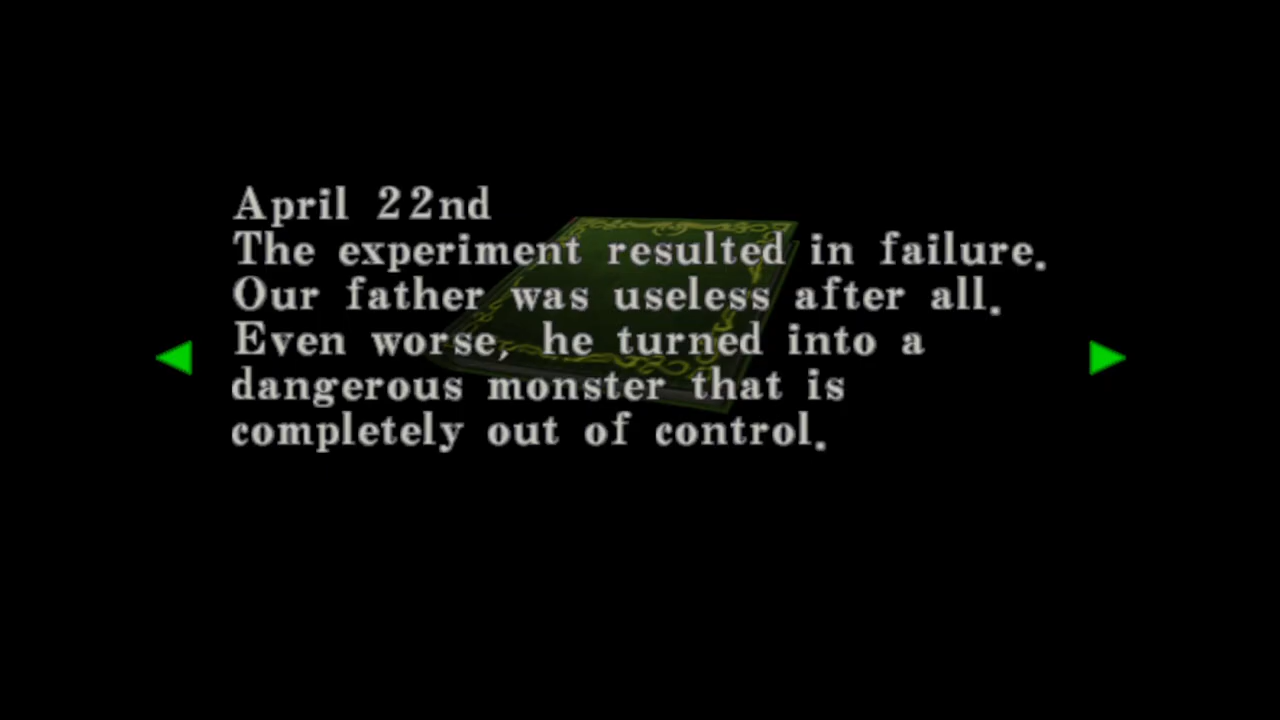 April 22nd
The experiment resulted in failure.
Our father was useless after all.
Even worse, he turned into a
dangerous monster that is
completely out of control.